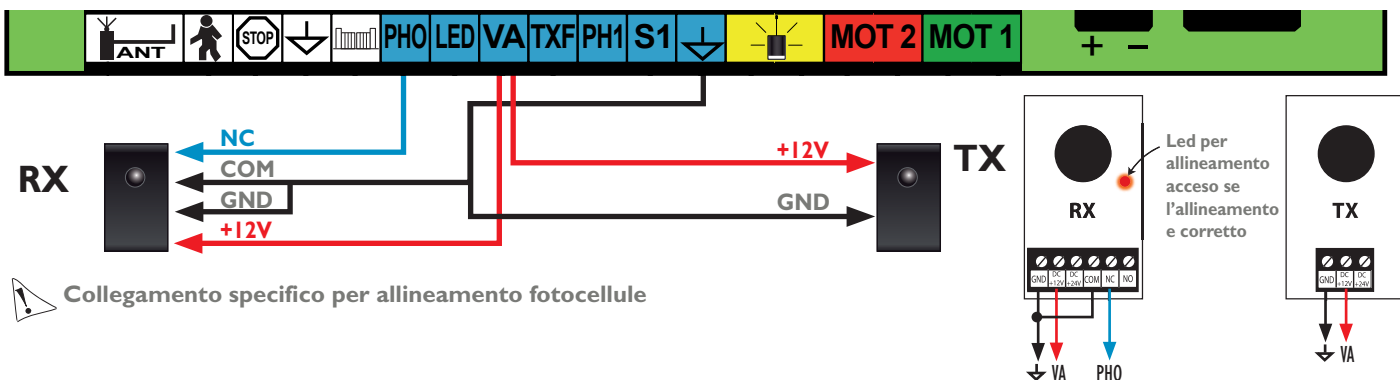 ANT STOP PHO LED VA TXF PH1 S1 MOT 2 MOT 1 + −
RX
NC
COM
GND
+12V
+12V
GND
TX
RX
Led per
allineamento
acceso se
l'allineamento
e corretto
TX
GND DC +12V DC +24V COM NC NO
GND DC +12V DC +24V
VA PHO
VA
! Collegamento specifico per allineamento fotocellule